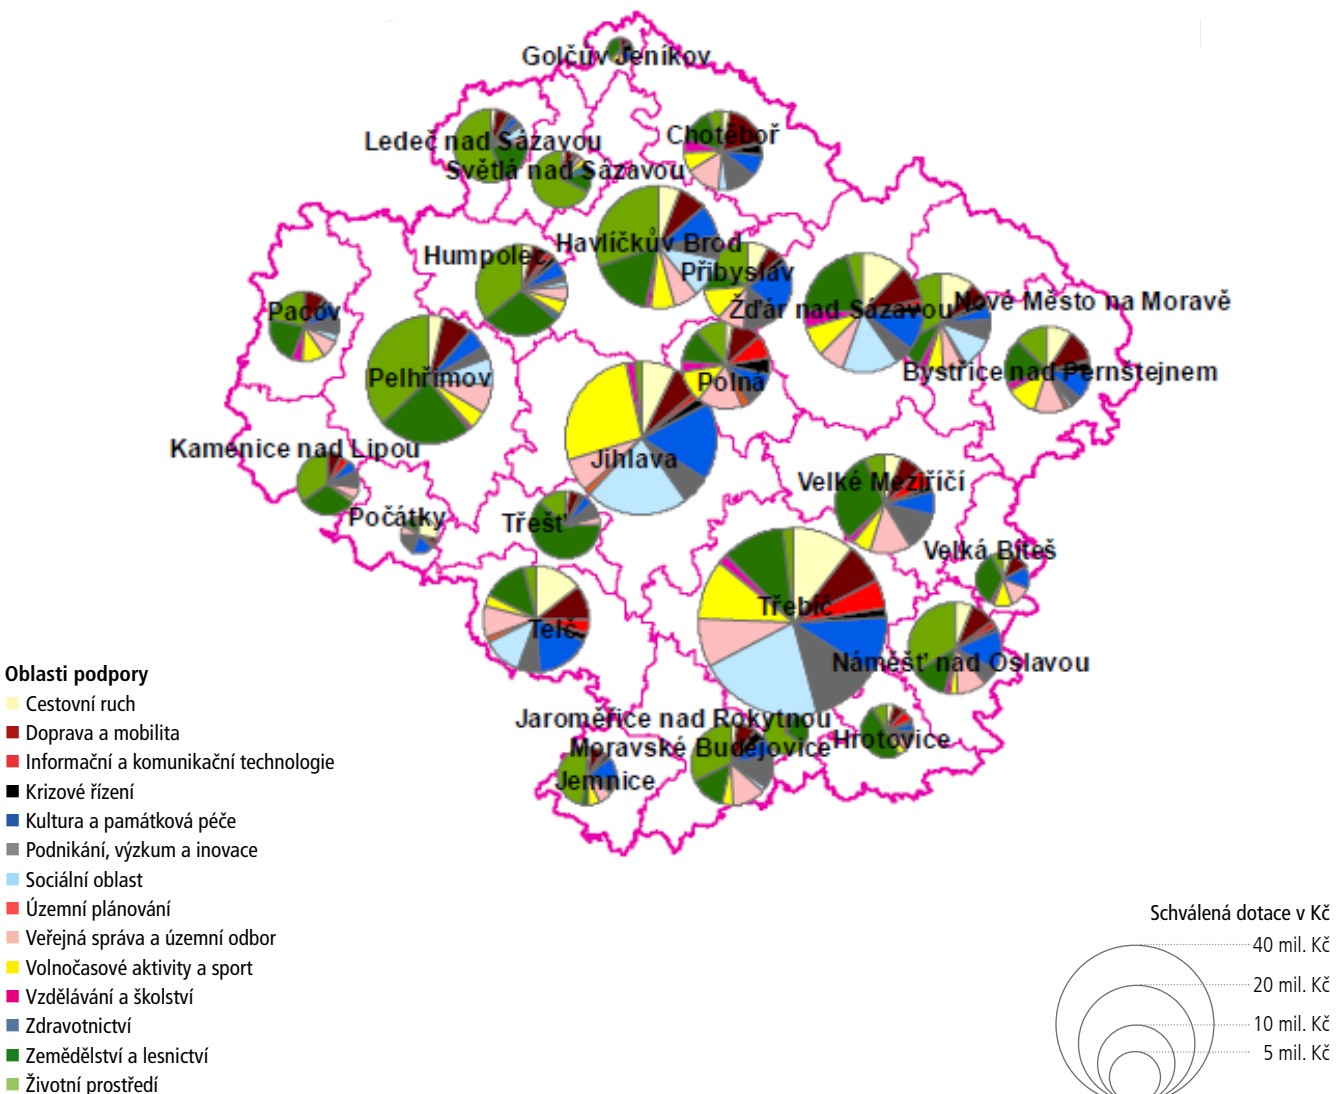 Golčův Jeníkov
Chotěboř
Ledeč nad Sázavou
Světlá nad Sázavou
Havlíčkův Brod
Humpolec
Přibyslav
Nové Město na Moravě
Žďár nad Sázavou
Pacov
Bystřice nad Pernštejnem
Pelhřimov
Polná
Kamenice nad Lipou
Jihlava
Velké Meziříčí
Počátky
Třešť
Velká Bíteš
Třebíč
Telč
Náměšť nad Oslavou
Jaroměřice nad Rokytnou
Hrotovice
Moravské Budějovice
Jemnice
Oblasti podpory
Cestovní ruch
Doprava a mobilita
Informační a komunikační technologie
Krizové řízení
Kultura a památková péče
Podnikání, výzkum a inovace
Sociální oblast
Územní plánování
Veřejná správa a územní odbor
Volnočasové aktivity a sport
Vzdělávání a školství
Zdravotnictví
Zemědělství a lesnictví
Životní prostředí
Schválená dotace v Kč
40 mil. Kč
20 mil. Kč
10 mil. Kč
5 mil. Kč